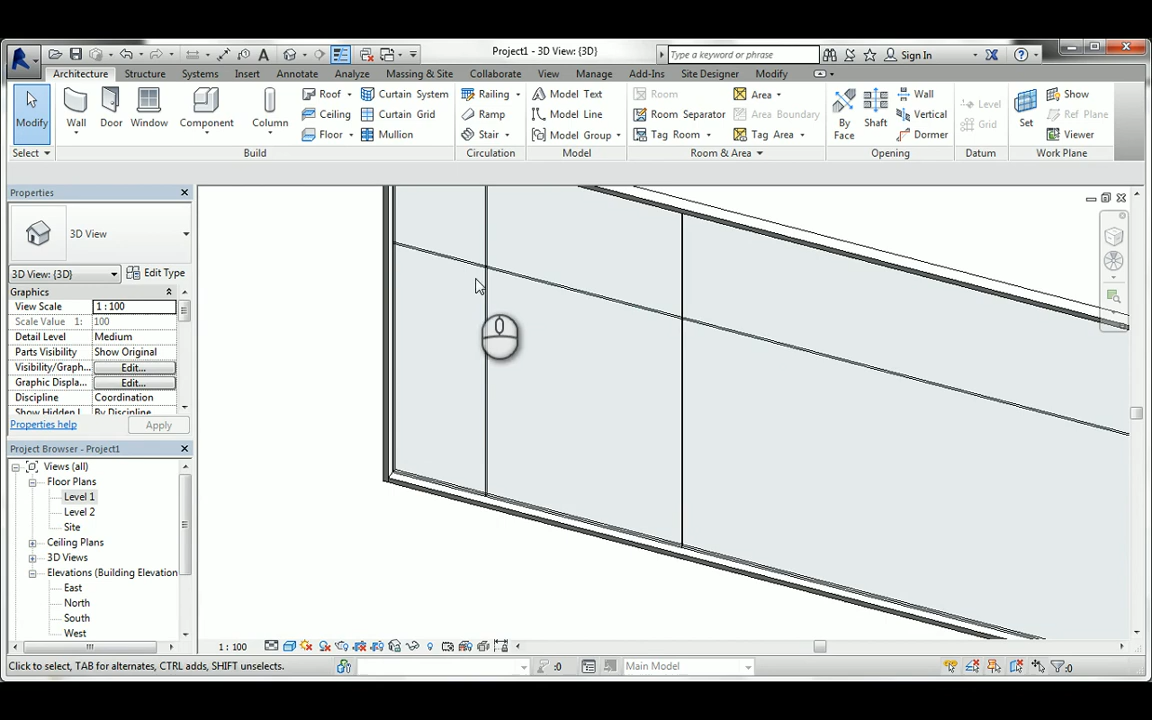 Project1 - 3D View: {3D}
Type a keyword or phrase
Sign In
Architecture Structure Systems Insert Annotate Analyze Massing & Site Collaborate View Manage Add-Ins Site Designer Modify
Modify
Wall
Door
Window
Component
Column
Roof
Ceiling
Floor
Curtain System
Curtain Grid
Mullion
Railing
Ramp
Stair
Model Text
Model Line
Model Group
Room
Room Separator
Tag Room
Area
Area Boundary
Tag Area
By Face
Shaft
Wall
Vertical
Dormer
Level
Grid
Set
Show
Ref Plane
Viewer
Select
Build
Circulation
Model
Room & Area
Opening
Datum
Work Plane
Properties
3D View
3D View: {3D}
Edit Type
Graphics
View Scale 1 : 100
Scale Value 1: 100
Detail Level Medium
Parts Visibility Show Original
Visibility/Graph... Edit...
Graphic Displa... Edit...
Discipline Coordination
Show Hidden L By Discipline
Properties help
Apply
Project Browser - Project1
Views (all)
Floor Plans
Level 1
Level 2
Site
Ceiling Plans
3D Views
Elevations (Building Elevation
East
North
South
West
1 : 100
Click to select, TAB for alternates, CTRL adds, SHIFT unselects.
:0
Main Model
:0